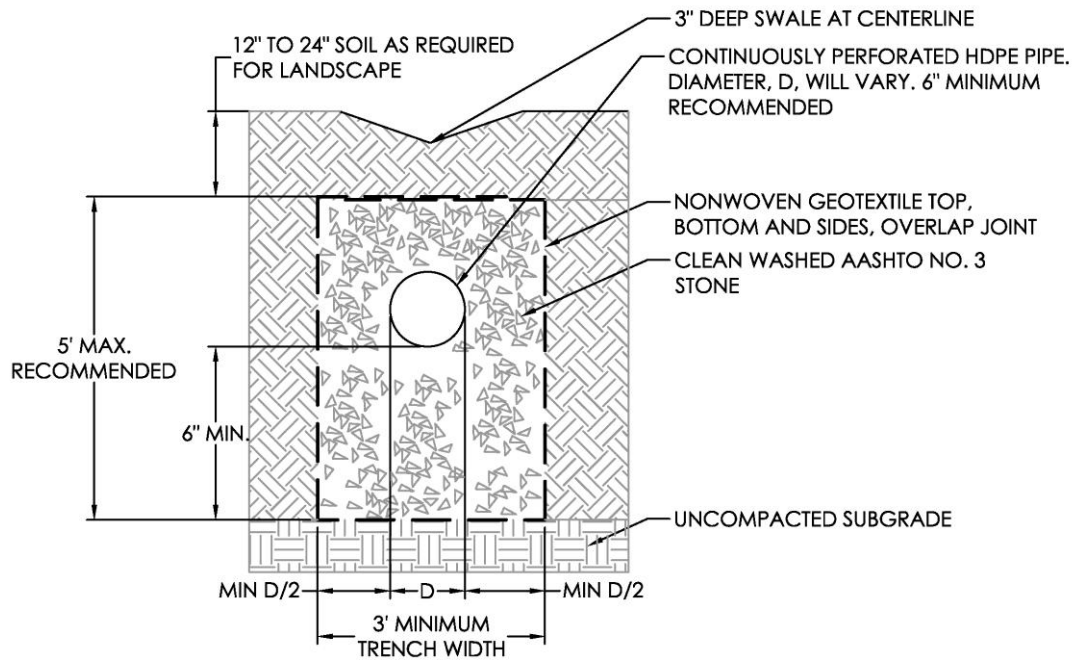 3" DEEP SWALE AT CENTERLINE
12" TO 24" SOIL AS REQUIRED
FOR LANDSCAPE
CONTINUOUSLY PERFORATED HDPE PIPE.
DIAMETER, D, WILL VARY. 6" MINIMUM
RECOMMENDED
NONWOVEN GEOTEXTILE TOP,
BOTTOM AND SIDES, OVERLAP JOINT
CLEAN WASHED AASHTO NO. 3
STONE
5' MAX.
RECOMMENDED
6" MIN.
UNCOMPACTED SUBGRADE
MIN D/2
D
MIN D/2
3' MINIMUM
TRENCH WIDTH